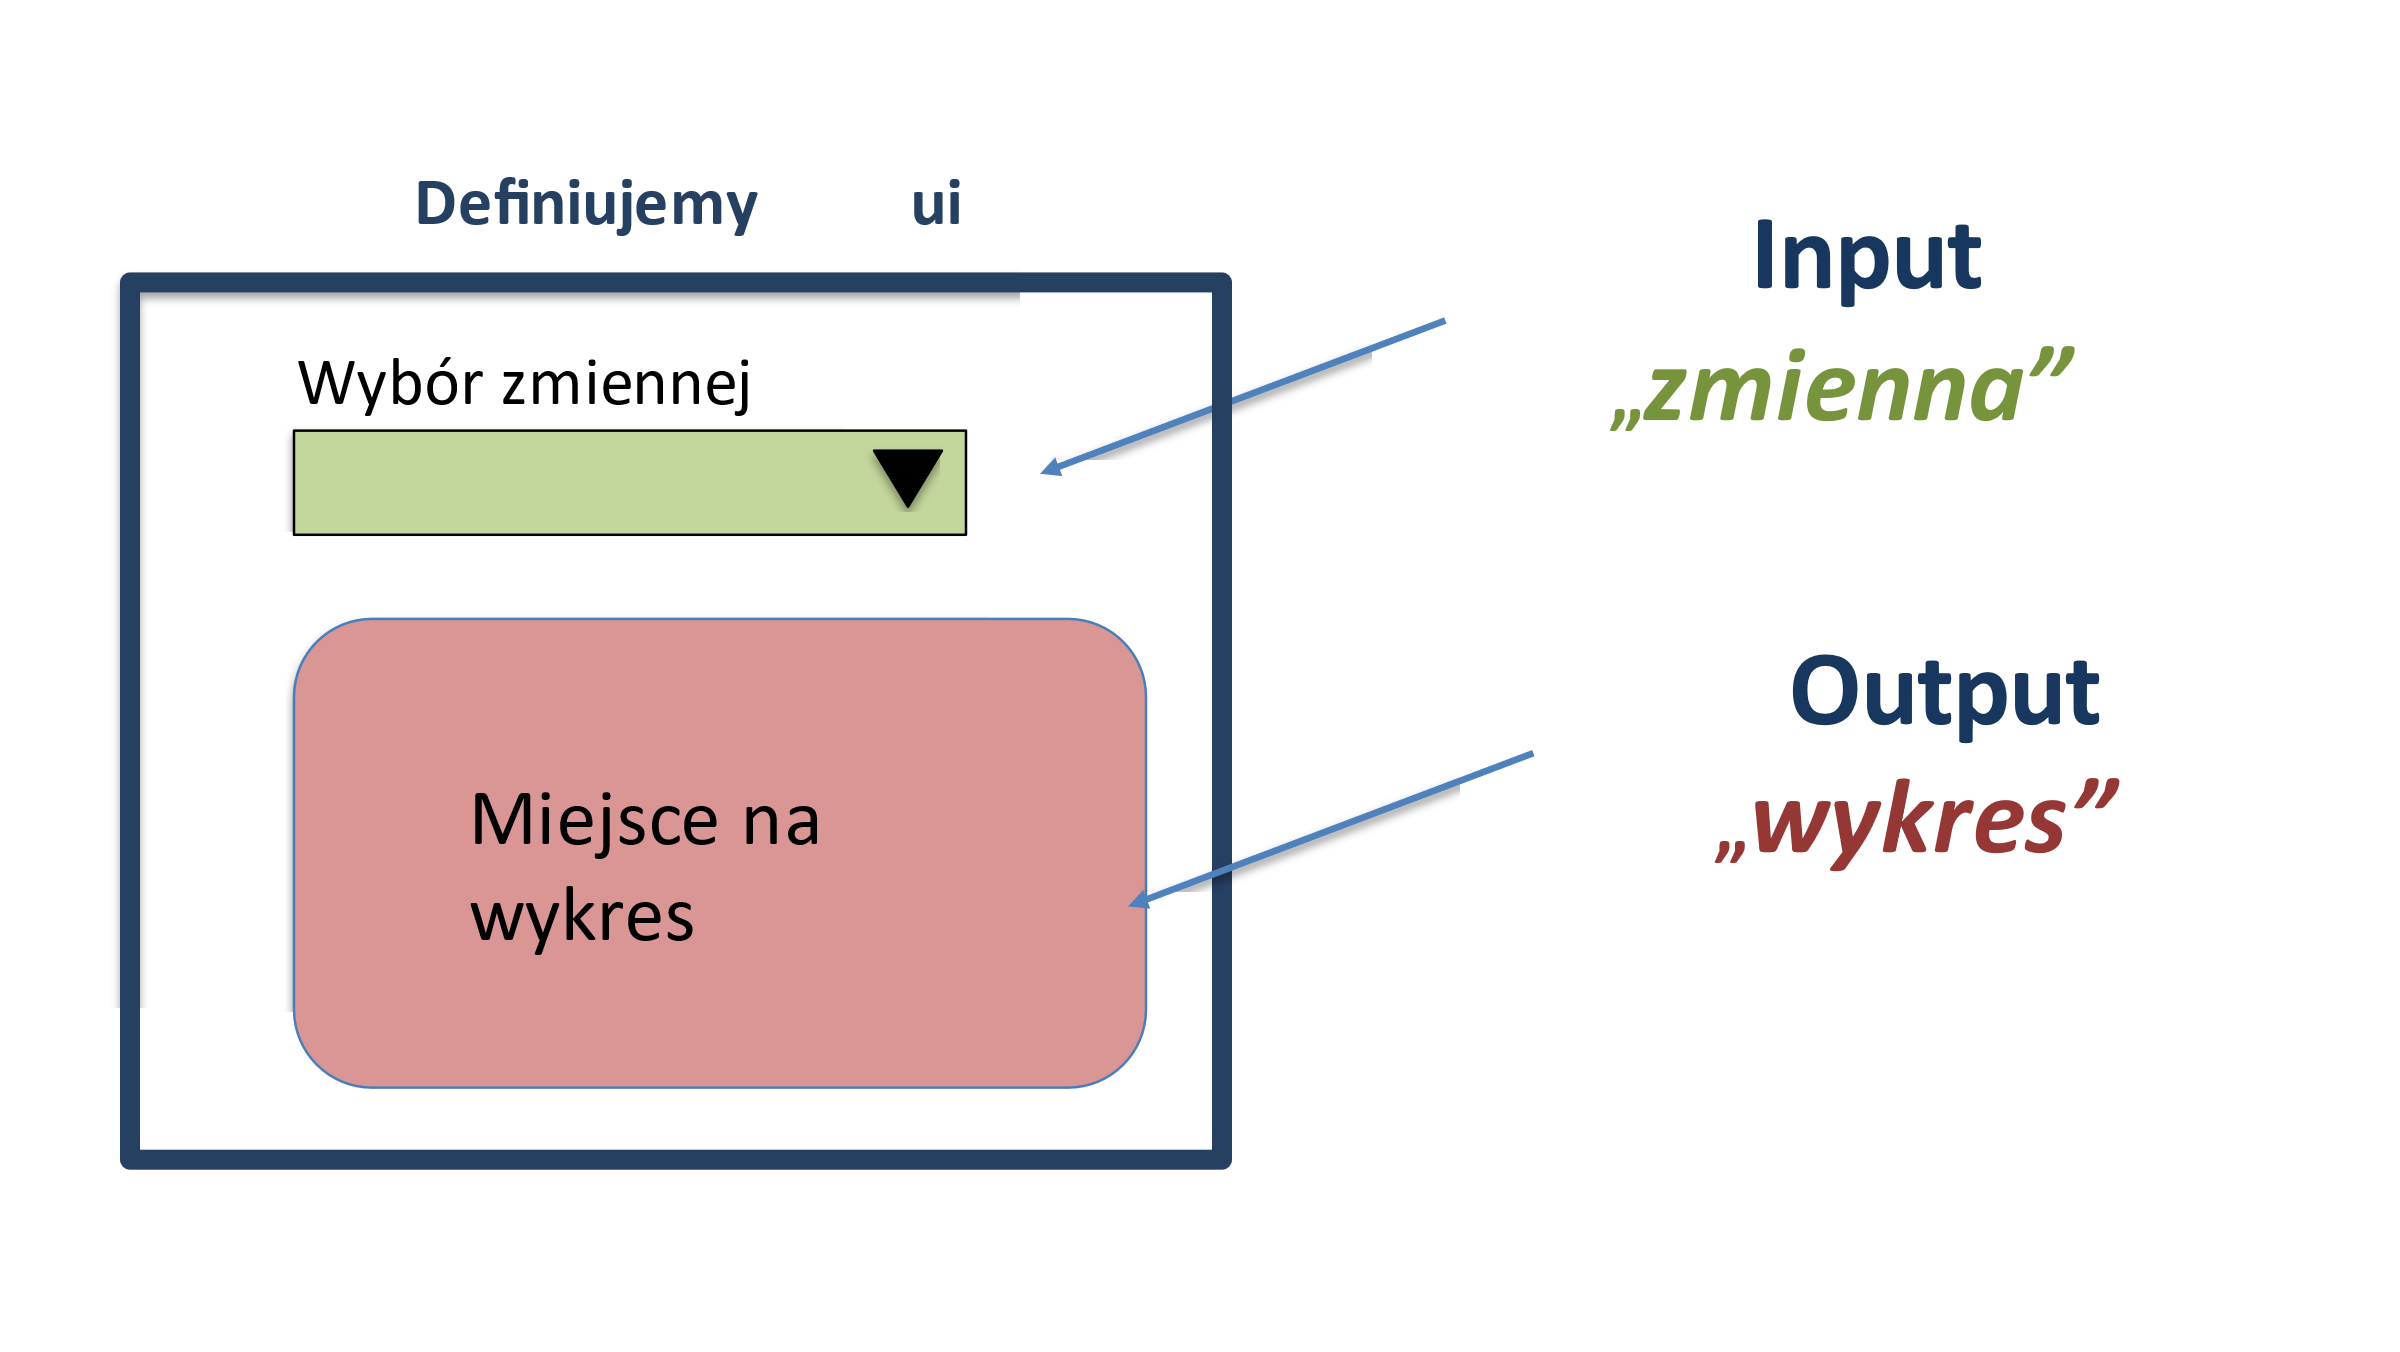 Definiujemy ui
Wybór zmiennej
Miejsce na
wykres
Input
„zmienna”
Output
„wykres”